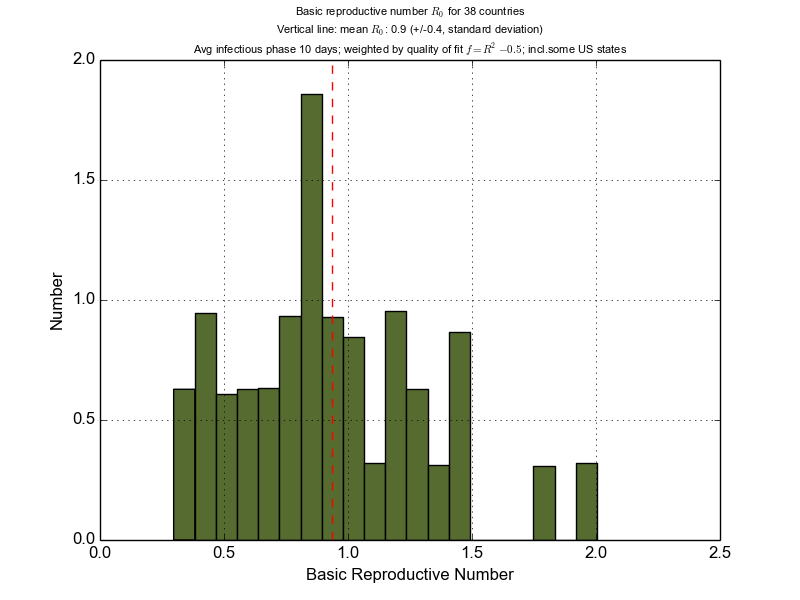 Basic reproductive number R₀ for 38 countries
Vertical line: mean R₀: 0.9 (+/-0.4, standard deviation)
Avg infectious phase 10 days; weighted by quality of fit f=R² −0.5; incl.some US states
2.0
1.5
1.0
0.5
0.0
Number
0.0 0.5 1.0 1.5 2.0 2.5
Basic Reproductive Number